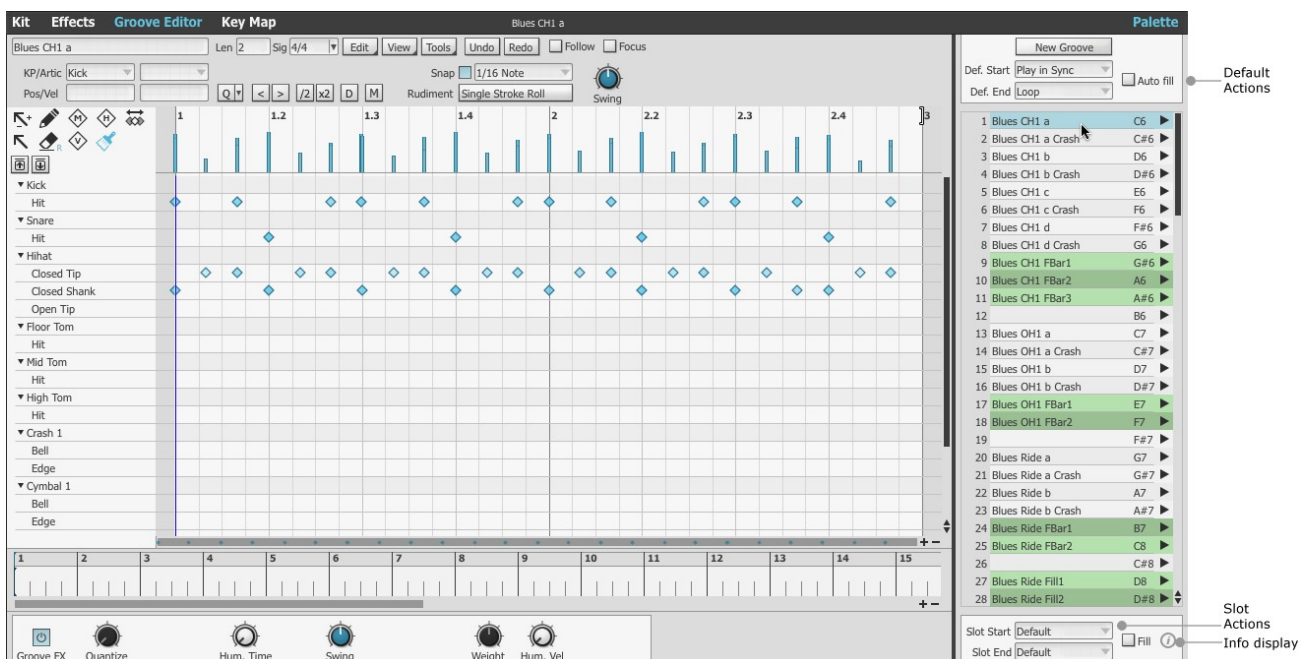 Kit Effects Groove Editor Key Map Blues CH1 a Palette
Blues CH1 a Len 2 Sig 4/4 Edit View Tools Undo Redo Follow Focus
KP/Artic Kick Snap 1/16 Note
Pos/Vel Q < > /2 x2 D M Rudiment Single Stroke Roll Swing
New Groove
Def. Start Play in Sync
Def. End Loop
Auto fill
Default
Actions
M H
R V
1 1.2 1.3 1.4 2 2.2 2.3 2.4 3
Kick
Hit
Snare
Hit
Hihat
Closed Tip
Closed Shank
Open Tip
Floor Tom
Hit
Mid Tom
Hit
High Tom
Hit
Crash 1
Bell
Edge
Cymbal 1
Bell
Edge
1 2 3 4 5 6 7 8 9 10 11 12 13 14 15
Groove FX Quantize Hum. Time Swing Weight Hum. Vel
1 Blues CH1 a C6
2 Blues CH1 a Crash C#6
3 Blues CH1 b D6
4 Blues CH1 b Crash D#6
5 Blues CH1 c E6
6 Blues CH1 c Crash F6
7 Blues CH1 d F#6
8 Blues CH1 d Crash G6
9 Blues CH1 FBar1 G#6
10 Blues CH1 FBar2 A6
11 Blues CH1 FBar3 A#6
12 B6
13 Blues OH1 a C7
14 Blues OH1 a Crash C#7
15 Blues OH1 b D7
16 Blues OH1 b Crash D#7
17 Blues OH1 FBar1 E7
18 Blues OH1 FBar2 F7
19 F#7
20 Blues Ride a G7
21 Blues Ride a Crash G#7
22 Blues Ride b A7
23 Blues Ride b Crash A#7
24 Blues Ride FBar1 B7
25 Blues Ride FBar2 C8
26 C#8
27 Blues Ride Fill1 D8
28 Blues Ride Fill2 D#8
Slot Start Default
Slot End Default
Fill i
Slot
Actions
Info display